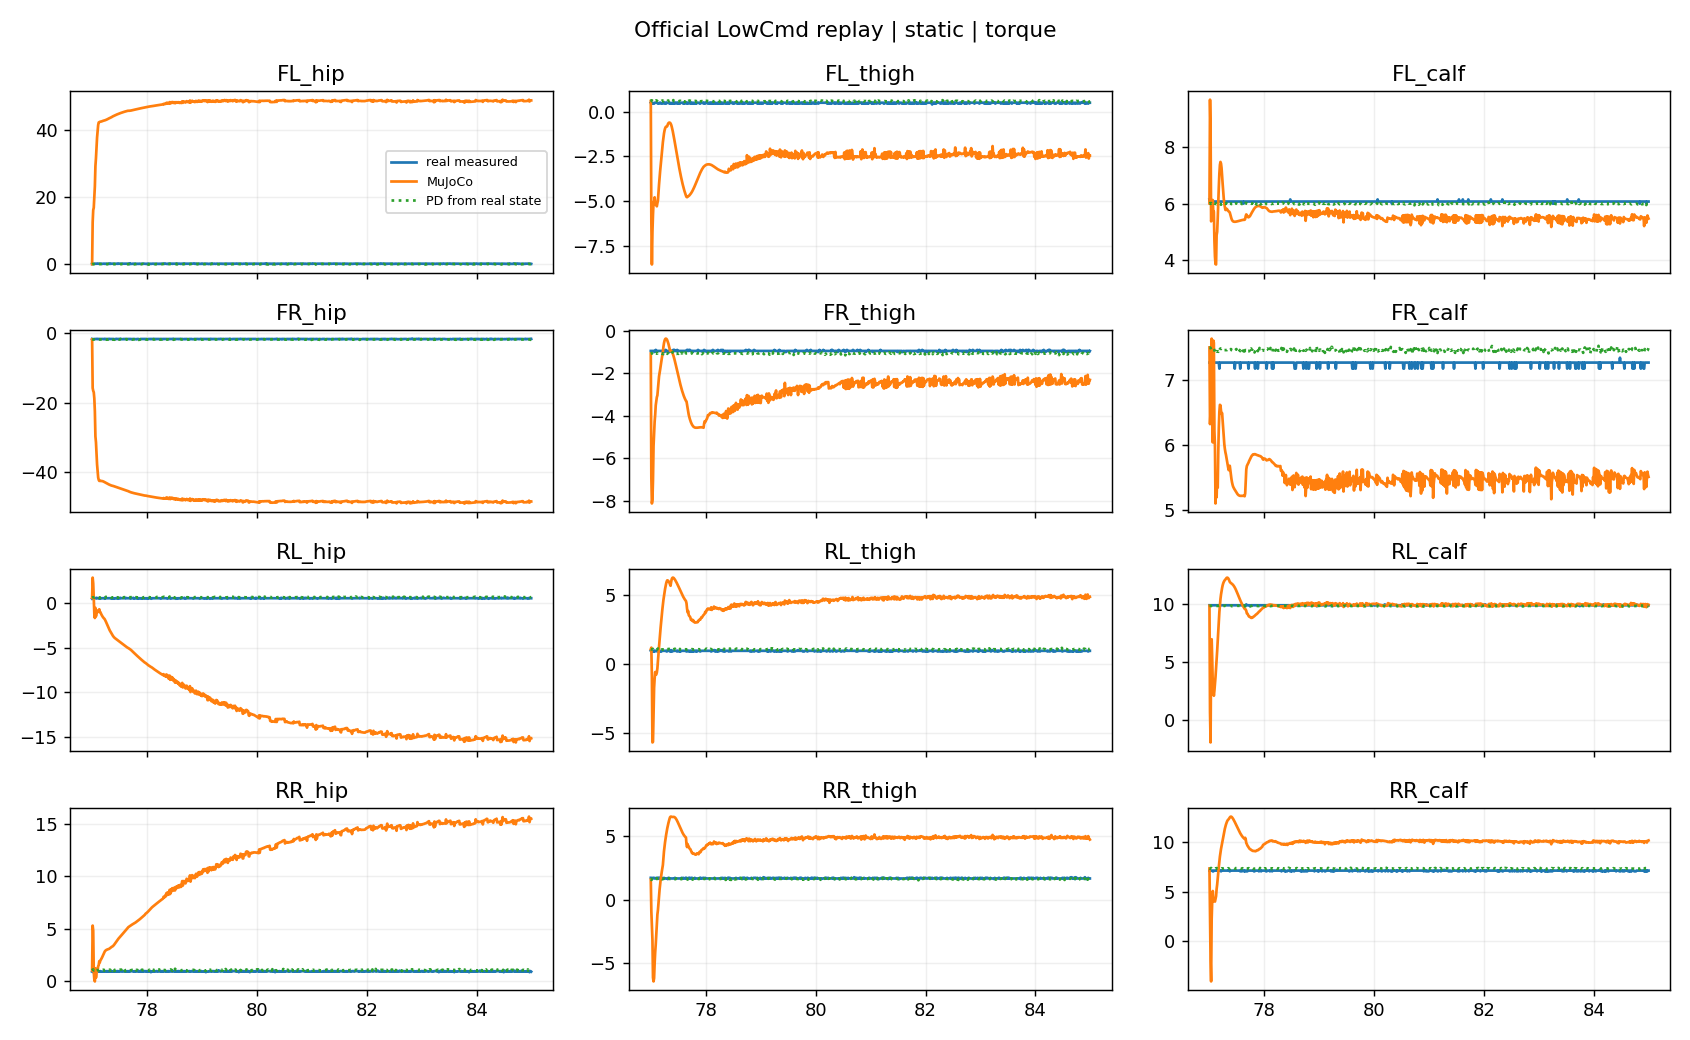 Official LowCmd replay | static | torque
FL_hip
FL_thigh
FL_calf
40
20
0
real measured
MuJoCo
PD from real state
0.0
−2.5
−5.0
−7.5
8
6
4
FR_hip
FR_thigh
FR_calf
0
−20
−40
0
−2
−4
−6
−8
7
6
5
RL_hip
RL_thigh
RL_calf
0
−5
−10
−15
5
0
−5
10
5
0
RR_hip
RR_thigh
RR_calf
15
10
5
0
5
0
−5
10
5
0
78 80 82 84
78 80 82 84
78 80 82 84